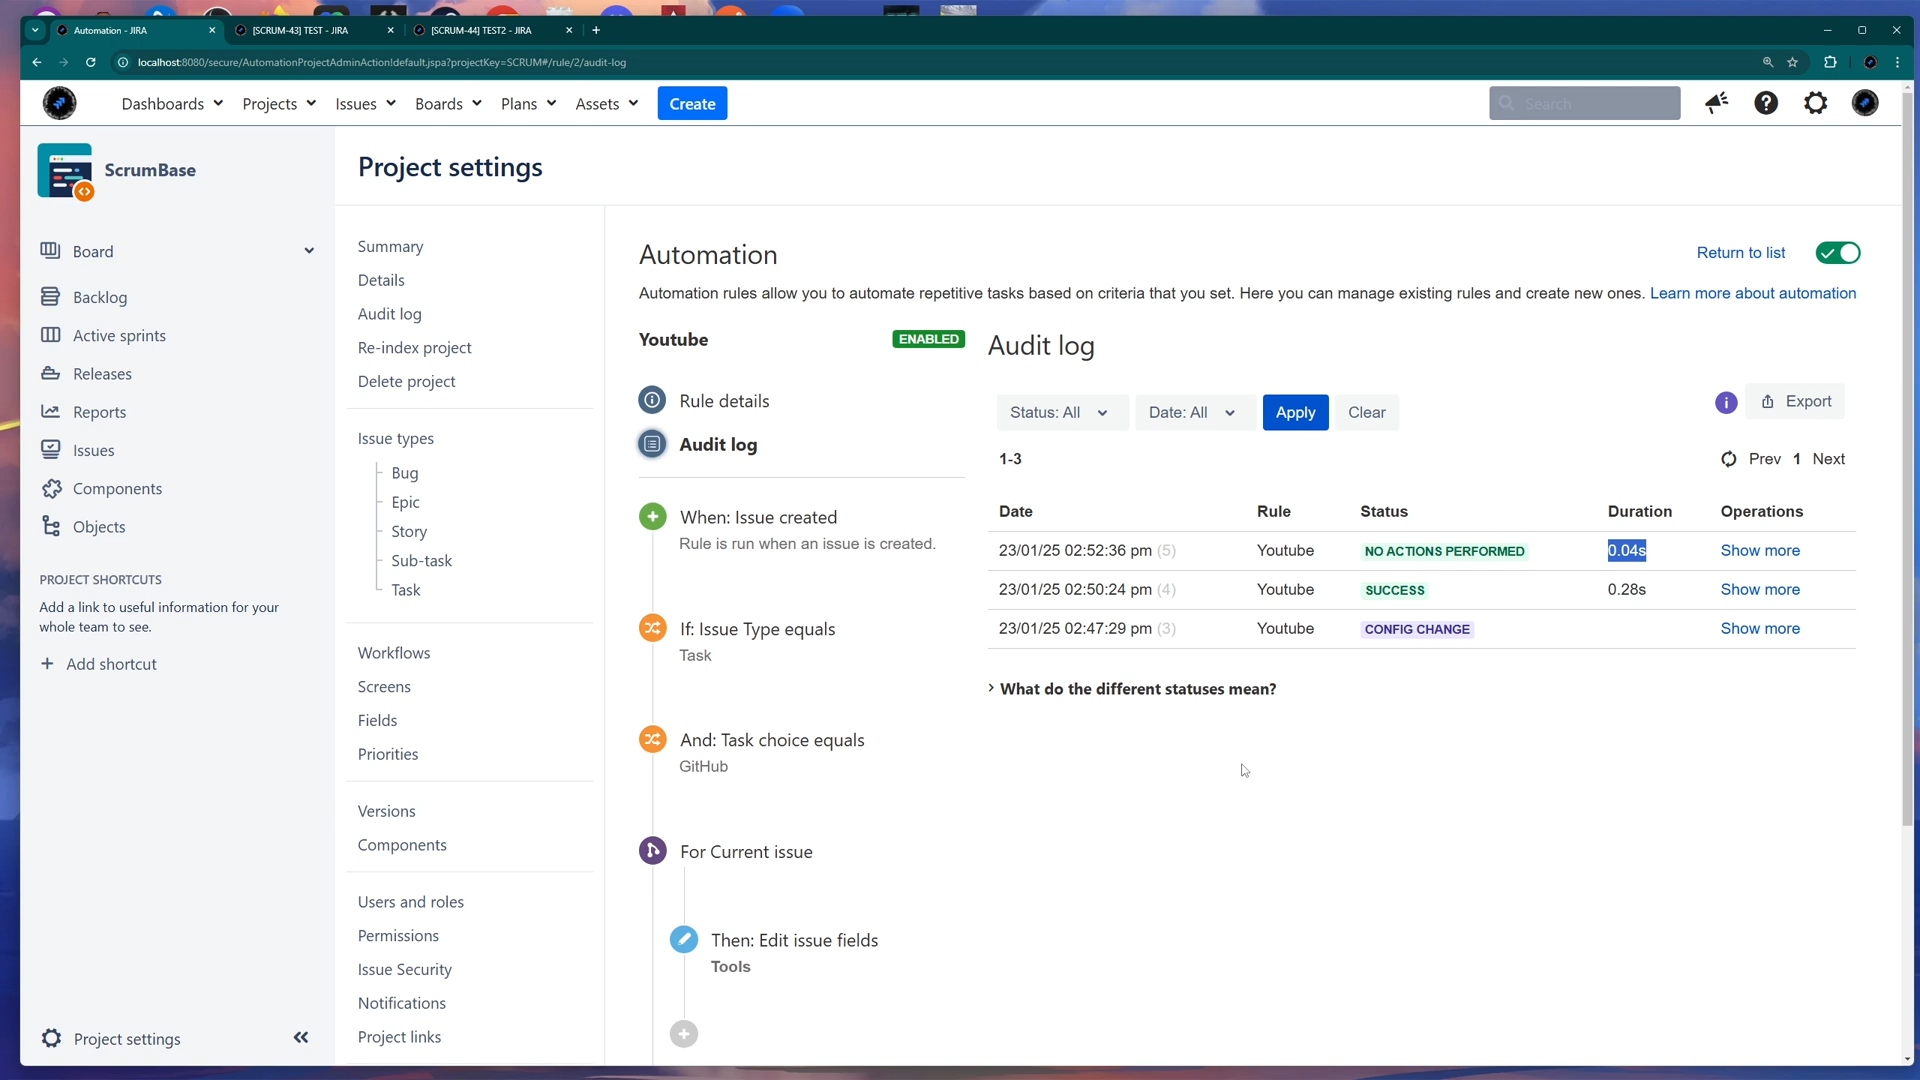 Automation - JIRA
[SCRUM-43] TEST - JIRA
[SCRUM-44] TEST2 - JIRA
localhost:8080/secure/AutomationProjectAdminAction!default.jspa?projectKey=SCRUM#/rule/2/audit-log
Dashboards Projects Issues Boards Plans Assets Create Search
ScrumBase
Board
Backlog
Active sprints
Releases
Reports
Issues
Components
Objects
PROJECT SHORTCUTS
Add a link to useful information for your
whole team to see.
+ Add shortcut
Project settings
Project settings
Summary
Details
Audit log
Re-index project
Delete project
Issue types
Bug
Epic
Story
Sub-task
Task
Workflows
Screens
Fields
Priorities
Versions
Components
Users and roles
Permissions
Issue Security
Notifications
Project links
Automation
Return to list
Automation rules allow you to automate repetitive tasks based on criteria that you set. Here you can manage existing rules and create new ones. Learn more about automation
Youtube ENABLED
Rule details
Audit log
When: Issue created
Rule is run when an issue is created.
If: Issue Type equals
Task
And: Task choice equals
GitHub
For Current issue
Then: Edit issue fields
Tools
Audit log
Status: All Date: All Apply Clear
Export
1-3
Prev 1 Next
Date Rule Status Duration Operations
23/01/25 02:52:36 pm (5) Youtube NO ACTIONS PERFORMED 0.04s Show more
23/01/25 02:50:24 pm (4) Youtube SUCCESS 0.28s Show more
23/01/25 02:47:29 pm (3) Youtube CONFIG CHANGE Show more
What do the different statuses mean?